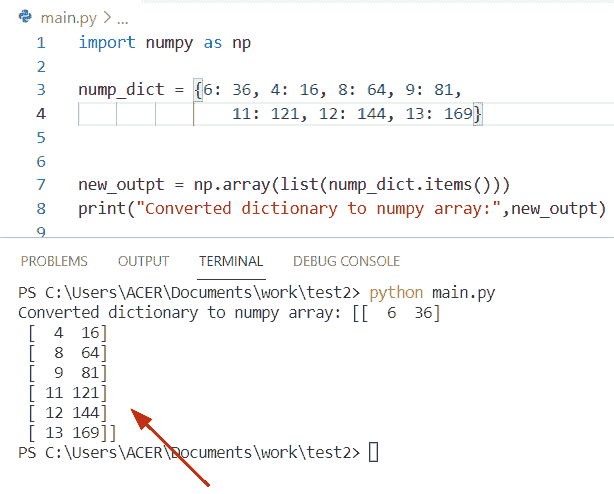 main.py > ...
1 import numpy as np
2
3 nump_dict = {6: 36, 4: 16, 8: 64, 9: 81,
4 11: 121, 12: 144, 13: 169}
5
6
7 new_outpt = np.array(list(nump_dict.items()))
8 print("Converted dictionary to numpy array:",new_outpt)
9
PROBLEMS OUTPUT TERMINAL DEBUG CONSOLE
PS C:\Users\ACER\Documents\work\test2> python main.py
Converted dictionary to numpy array: [[  6  36]
 [  4  16]
 [  8  64]
 [  9  81]
 [ 11 121]
 [ 12 144]
 [ 13 169]]
PS C:\Users\ACER\Documents\work\test2>